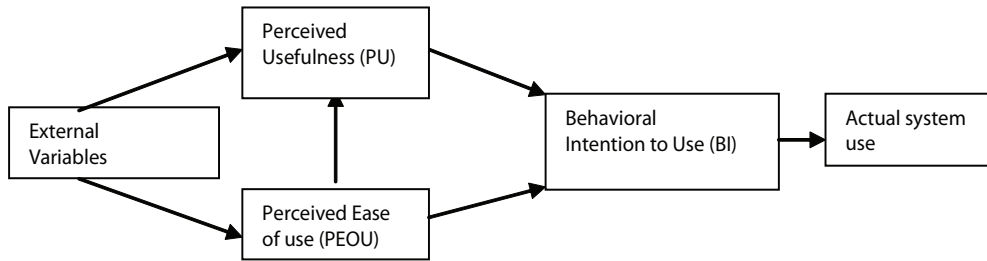 Perceived
Usefulness (PU)
External
Variables
Perceived Ease
of use (PEOU)
Behavioral
Intention to Use (BI)
Actual system
use